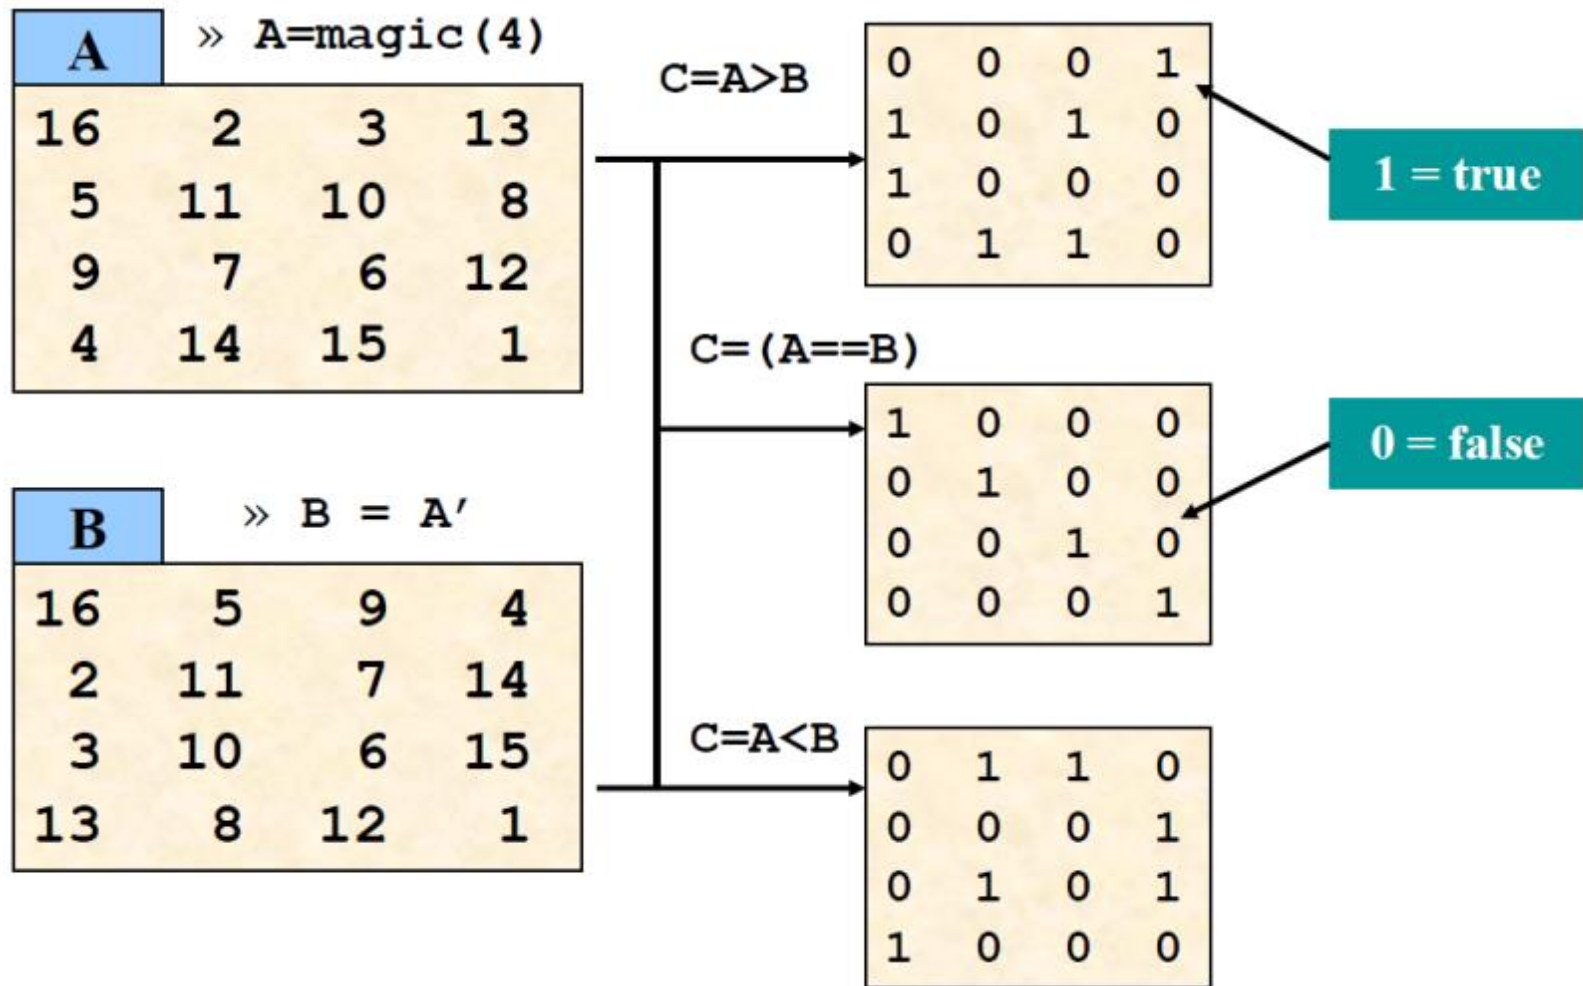 A
» A=magic(4)
16 2 3 13
5 11 10 8
9 7 6 12
4 14 15 1
B
» B = A′
16 5 9 4
2 11 7 14
3 10 6 15
13 8 12 1
C=A>B
0 0 0 1
1 0 1 0
1 0 0 0
0 1 1 0
1 = true
C=(A==B)
1 0 0 0
0 1 0 0
0 0 1 0
0 0 0 1
0 = false
C=A<B
0 1 1 0
0 0 0 1
0 1 0 1
1 0 0 0